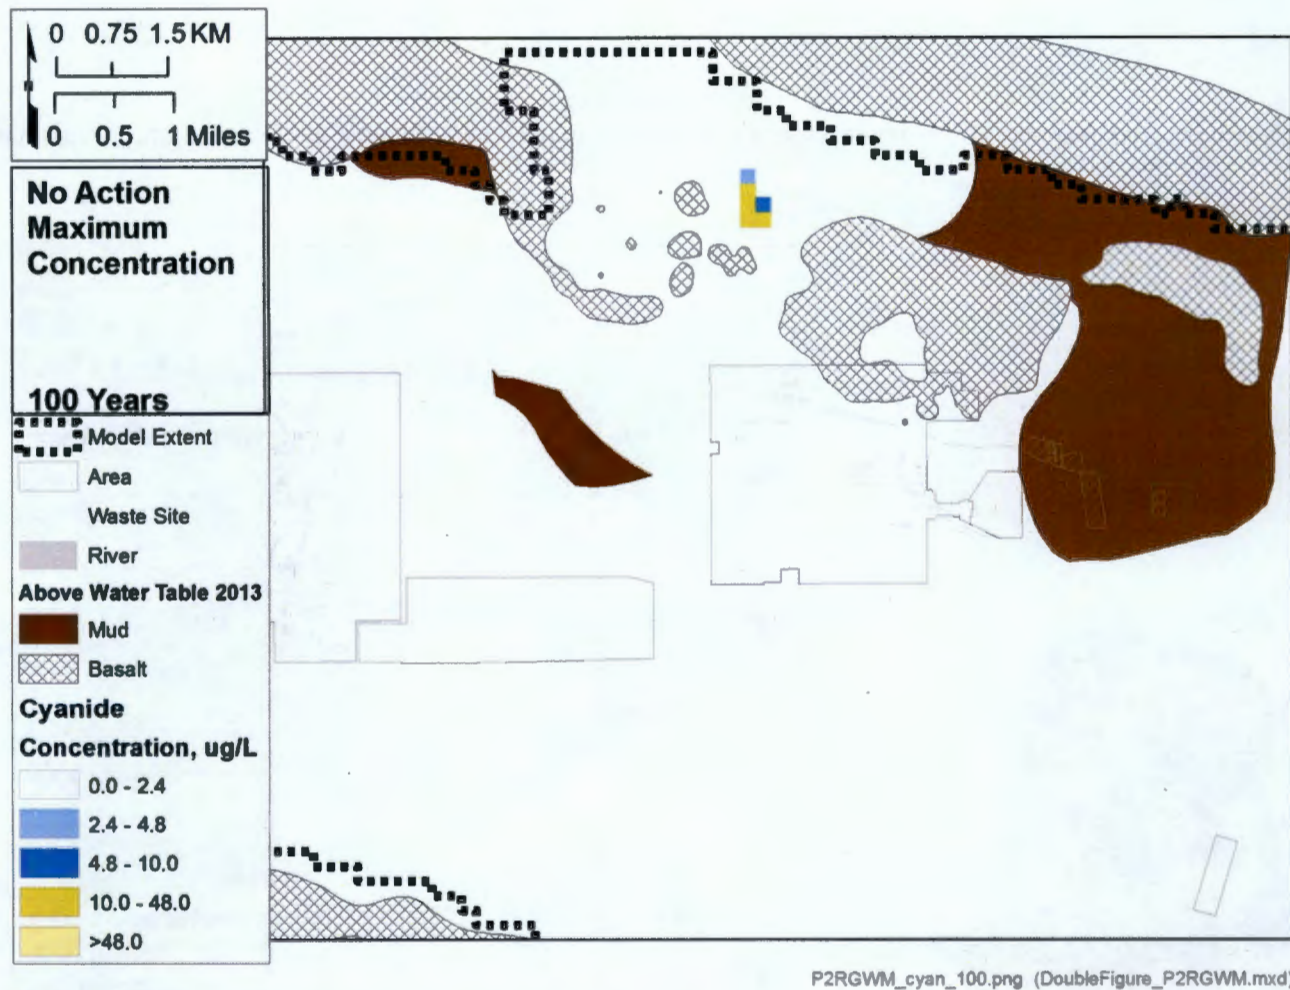 0 0.75 1.5 KM
0 0.5 1 Miles
No Action
Maximum
Concentration
100 Years
Model Extent
Area
Waste Site
River
Above Water Table 2013
Mud
Basalt
Cyanide
Concentration, ug/L
0.0 - 2.4
2.4 - 4.8
4.8 - 10.0
10.0 - 48.0
>48.0
P2RGWM_cyan_100.png (DoubleFigure_P2RGWM.mxd)